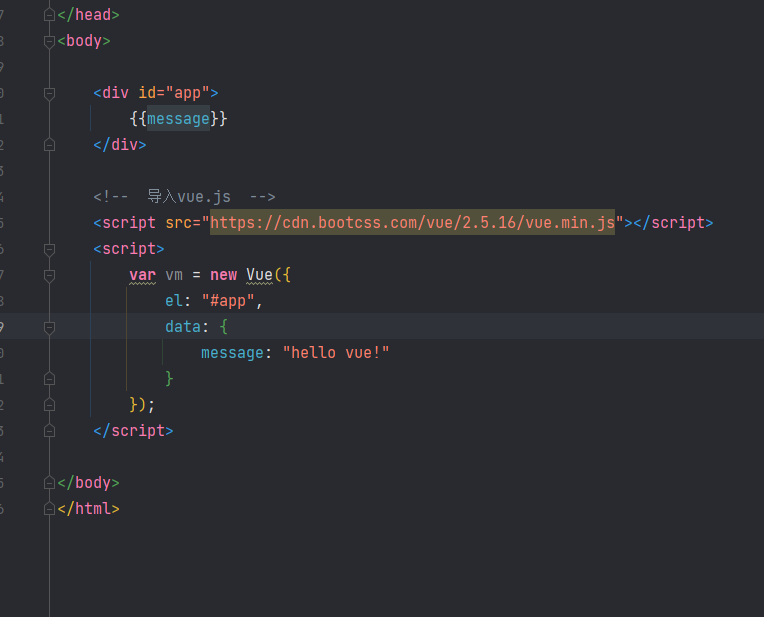 7 </head>
8 <body>
9
0 <div id="app">
1 {{message}}
2 </div>
3
4 <!--  导入vue.js  -->
5 <script src="https://cdn.bootcss.com/vue/2.5.16/vue.min.js"></script>
6 <script>
7 var vm = new Vue({
8 el: "#app",
9 data: {
0 message: "hello vue!"
1 }
2 });
3 </script>
4
5 </body>
6 </html>